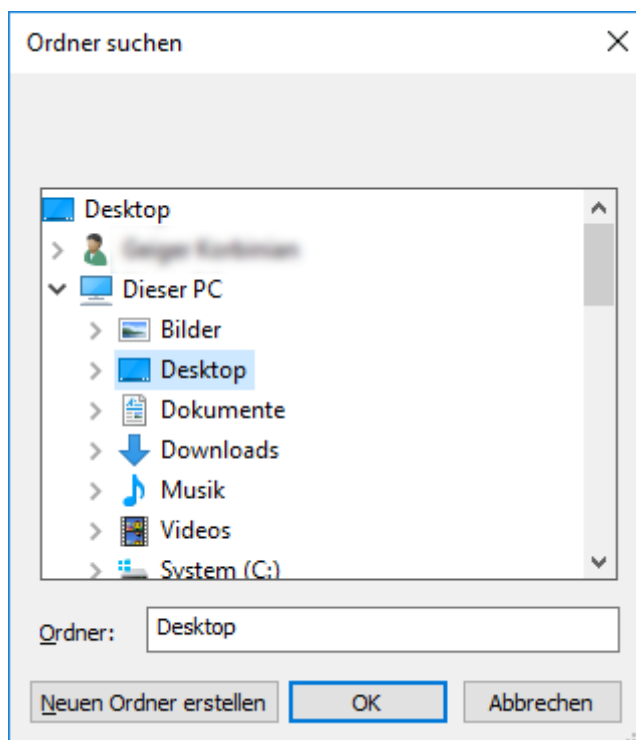 Ordner suchen
Desktop
Dieser PC
Bilder
Desktop
Dokumente
Downloads
Musik
Videos
System (C:)
Ordner: Desktop
Neuen Ordner erstellen OK Abbrechen